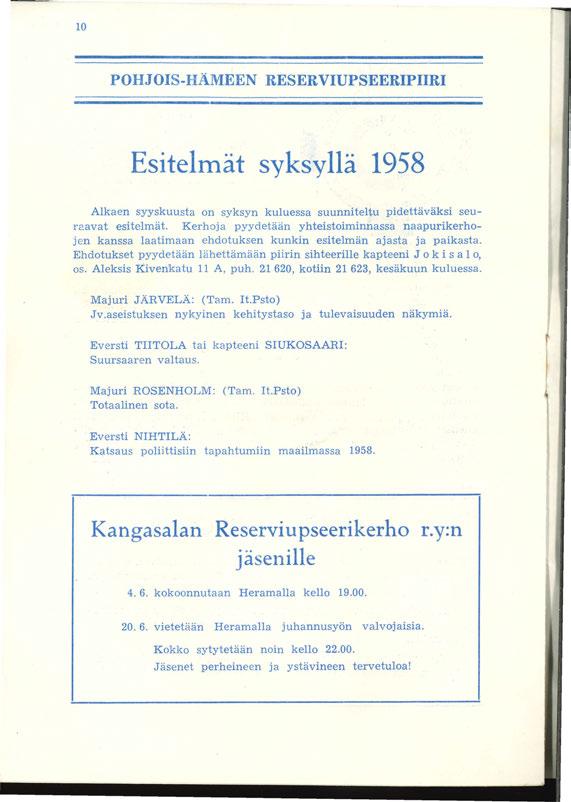 10
POHJOIS-HÄMEEN RESERVIUPSEERIPIIRI
Esitelmät syksyllä 1958
Alkaen syyskuusta on syksyn kuluessa suunniteltu pidettäväksi seu-
raavat esitelmät. Kerhoja pyydetään yhteistoiminnassa naapurikerho-
jen kanssa laatimaan ehdotuksen kunkin esitelmän ajasta ja paikasta.
Ehdotukset pyydetään lähettämään piirin sihteerille kapteeni Jokisalo,
os. Aleksis Kivenkatu 11 A, puh. 21 620, kotiin 21 623, kesäkuun kuluessa.
Majuri JÄRVELÄ: (Tam. It.Psto)
Jv.aseistuksen nykyinen kehitystaso ja tulevaisuuden näkymiä.
Eversti TIITOLA tai kapteeni SIUKOSAARI:
Suursaaren valtaus.
Majuri ROSENHOLM: (Tam. It.Psto)
Totaalinen sota.
Eversti NIHTILÄ:
Katsaus poliittisiin tapahtumiin maailmassa 1958.
Kangasalan Reserviupseerikerho r.y:n
jäsenille
4. 6. kokoonnutaan Heramalla kello 19.00.
20. 6. vietetään Heramalla juhannusyön valvojaisia.
Kokko sytytetään noin kello 22.00.
Jäsenet perheineen ja ystävineen tervetuloa!